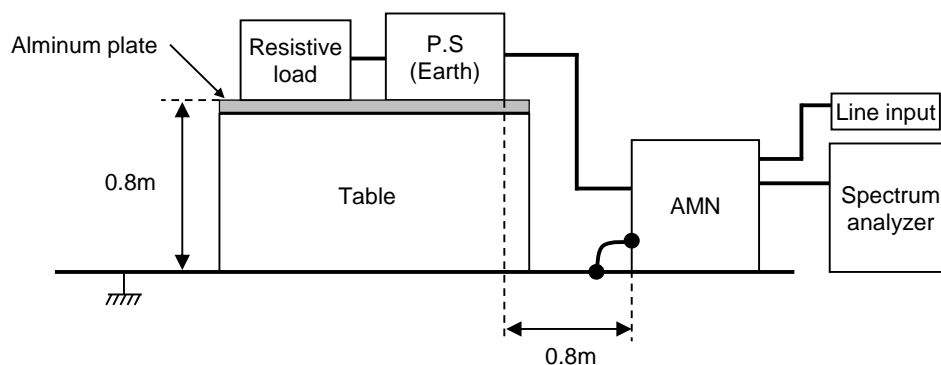 Alminum plate
Resistive
load
P.S
(Earth)
Line input
0.8m
Table
AMN
Spectrum
analyzer
0.8m